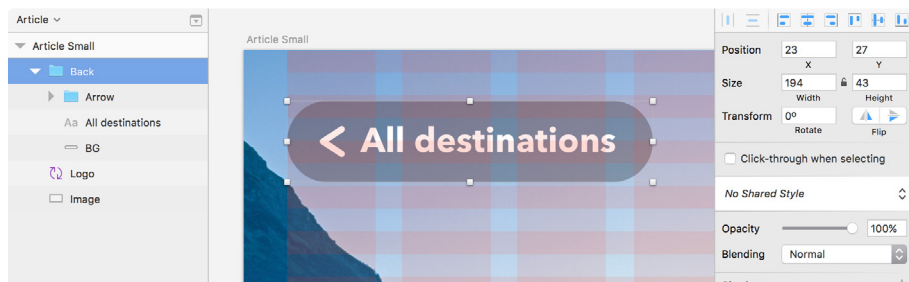 Article
Article Small
Back
Arrow
Aa All destinations
BG
Logo
Image
Article Small
< All destinations
Position 23 27
X Y
Size 194 43
Width Height
Transform 0º
Rotate Flip
Click-through when selecting
No Shared Style
Opacity 100%
Blending Normal